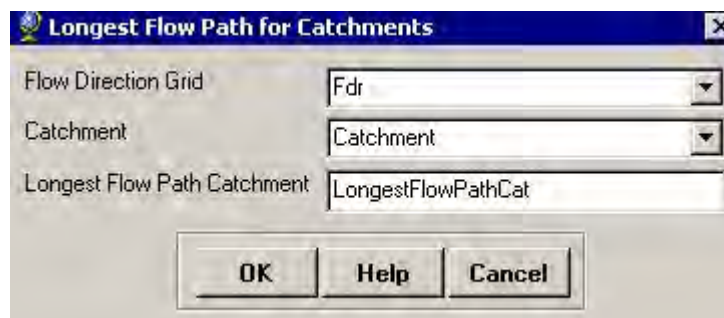 Longest Flow Path for Catchments
Flow Direction Grid Fdr
Catchment Catchment
Longest Flow Path Catchment LongestFlowPathCat
OK Help Cancel